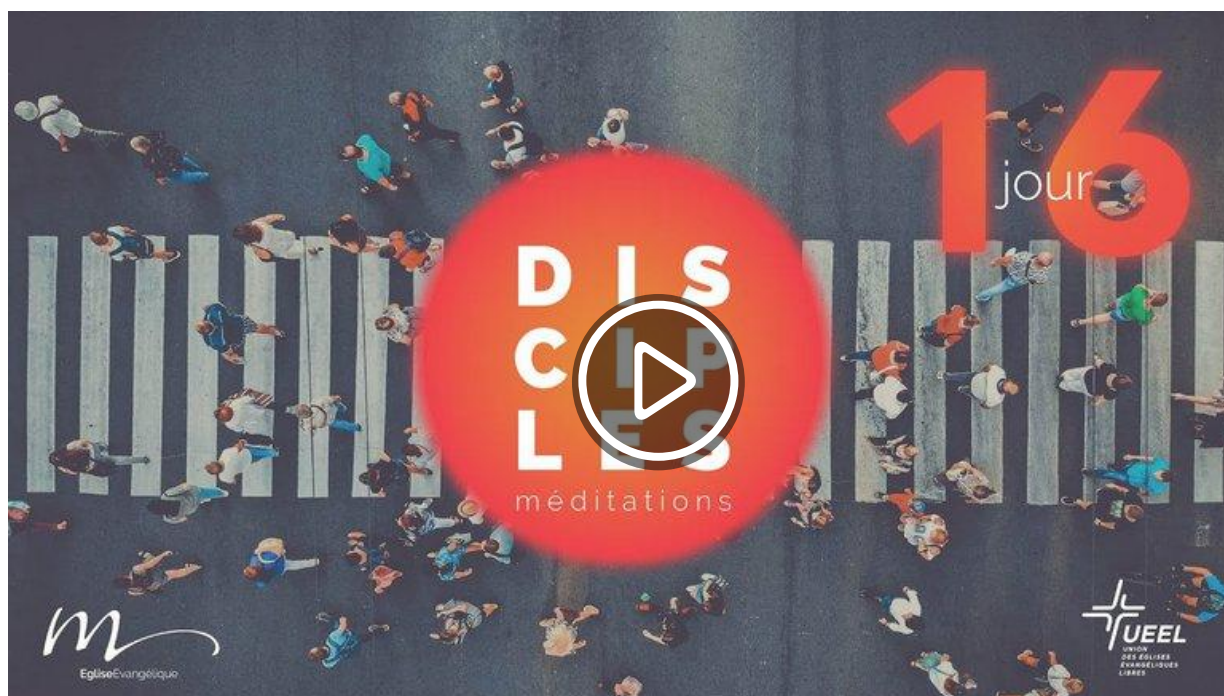 16
jour
DIS
CIP
LES
méditations
m
EgliseEvangélique
UEEL
UNION
DES ÉGLISES
ÉVANGÉLIQUES
LIBRES